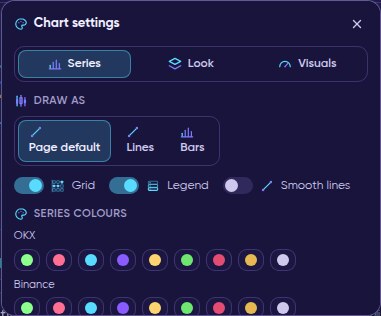 Chart settings
Series
Look
Visuals
DRAW AS
Page default
Lines
Bars
Grid
Legend
Smooth lines
SERIES COLOURS
OKX
Binance